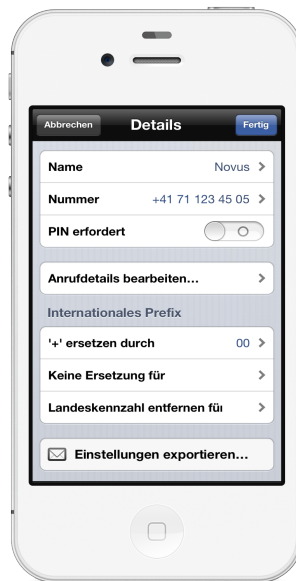 Abbrechen Details Fertig
Name Novus
Nummer +41 71 123 45 05
PIN erfordert
Anrufdetails bearbeiten...
Internationales Prefix
'+' ersetzen durch 00
Keine Ersetzung für
Landeskennzahl entfernen für
Einstellungen exportieren...